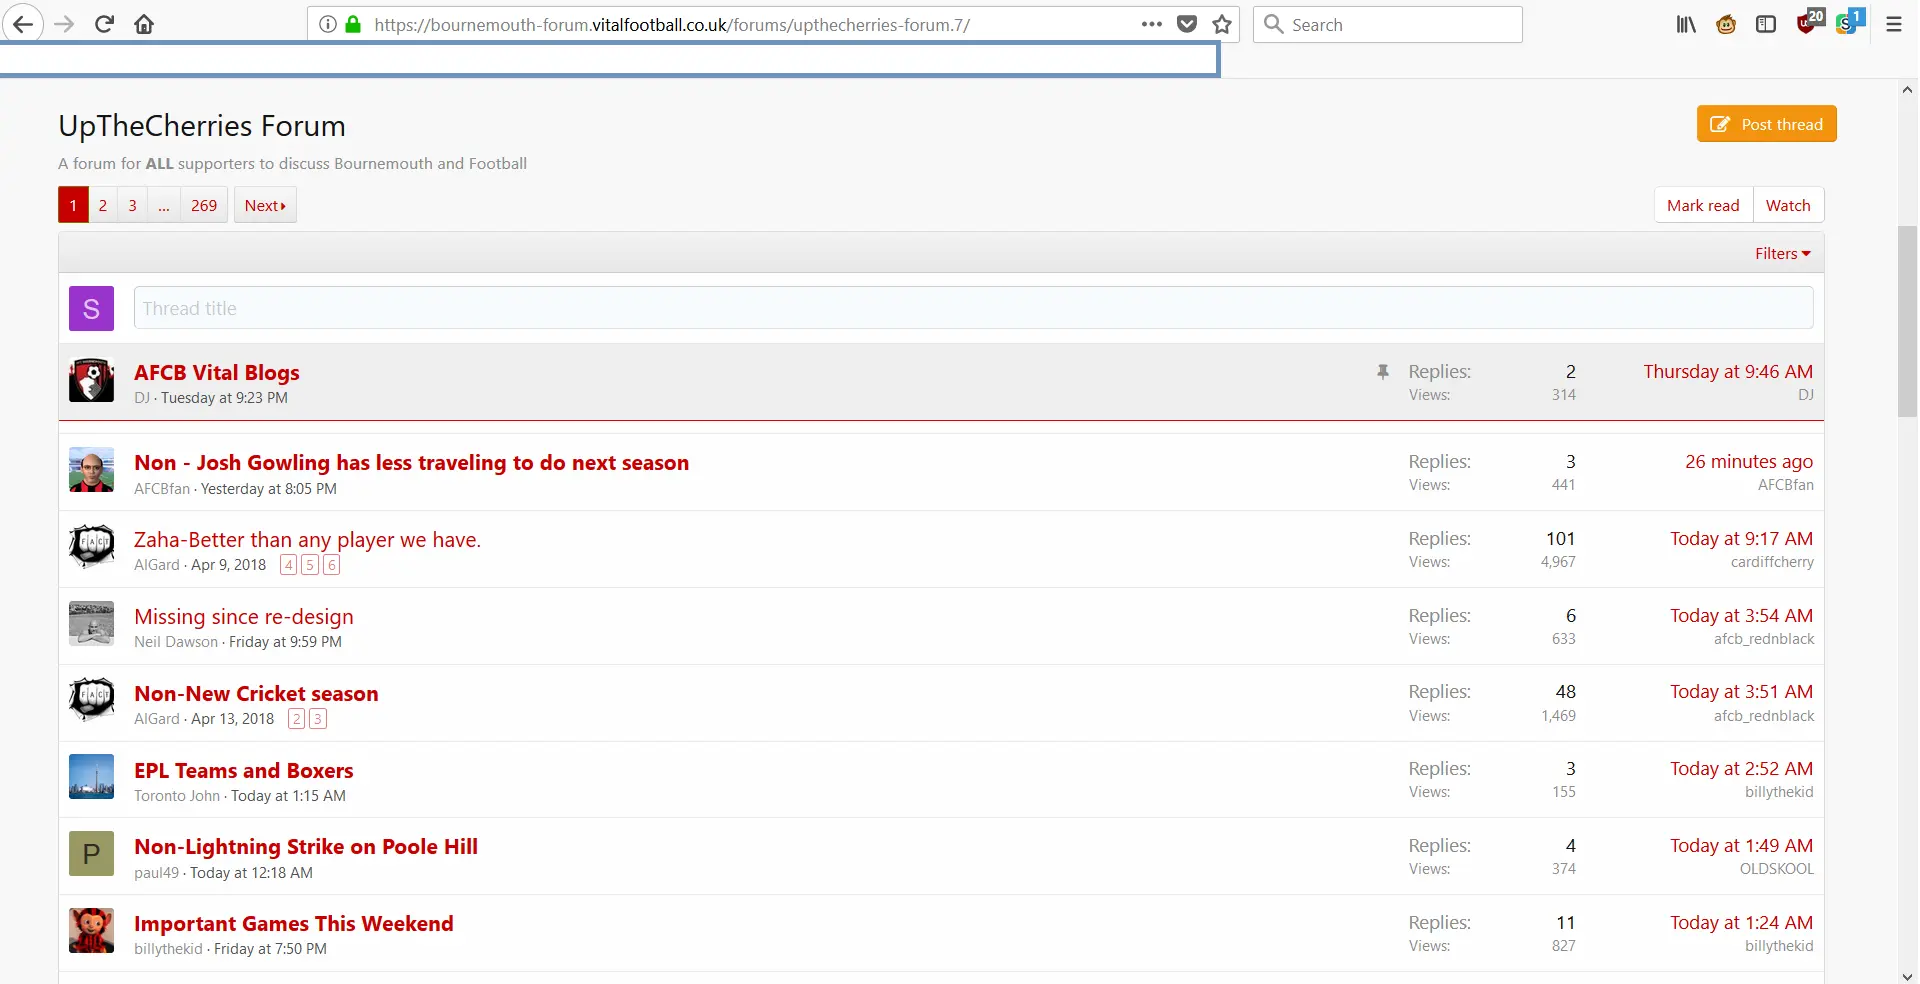 https://bournemouth-forum.vitalfootball.co.uk/forums/upthecherries-forum.7/
Search
20
1
UpTheCherries Forum
Post thread
A forum for ALL supporters to discuss Bournemouth and Football
1 2 3 ... 269 Next
Mark read Watch
Filters
S
Thread title
AFCB Vital Blogs
DJ · Tuesday at 9:23 PM
Replies: 2
Views: 314
Thursday at 9:46 AM
DJ
Non - Josh Gowling has less traveling to do next season
AFCBfan · Yesterday at 8:05 PM
Replies: 3
Views: 441
26 minutes ago
AFCBfan
FACT
Zaha-Better than any player we have.
AlGard · Apr 9, 2018 4 5 6
Replies: 101
Views: 4,967
Today at 9:17 AM
cardiffcherry
Missing since re-design
Neil Dawson · Friday at 9:59 PM
Replies: 6
Views: 633
Today at 3:54 AM
afcb_rednblack
FACT
Non-New Cricket season
AlGard · Apr 13, 2018 2 3
Replies: 48
Views: 1,469
Today at 3:51 AM
afcb_rednblack
EPL Teams and Boxers
Toronto John · Today at 1:15 AM
Replies: 3
Views: 155
Today at 2:52 AM
billythekid
P
Non-Lightning Strike on Poole Hill
paul49 · Today at 12:18 AM
Replies: 4
Views: 374
Today at 1:49 AM
OLDSKOOL
Important Games This Weekend
billythekid · Friday at 7:50 PM
Replies: 11
Views: 827
Today at 1:24 AM
billythekid